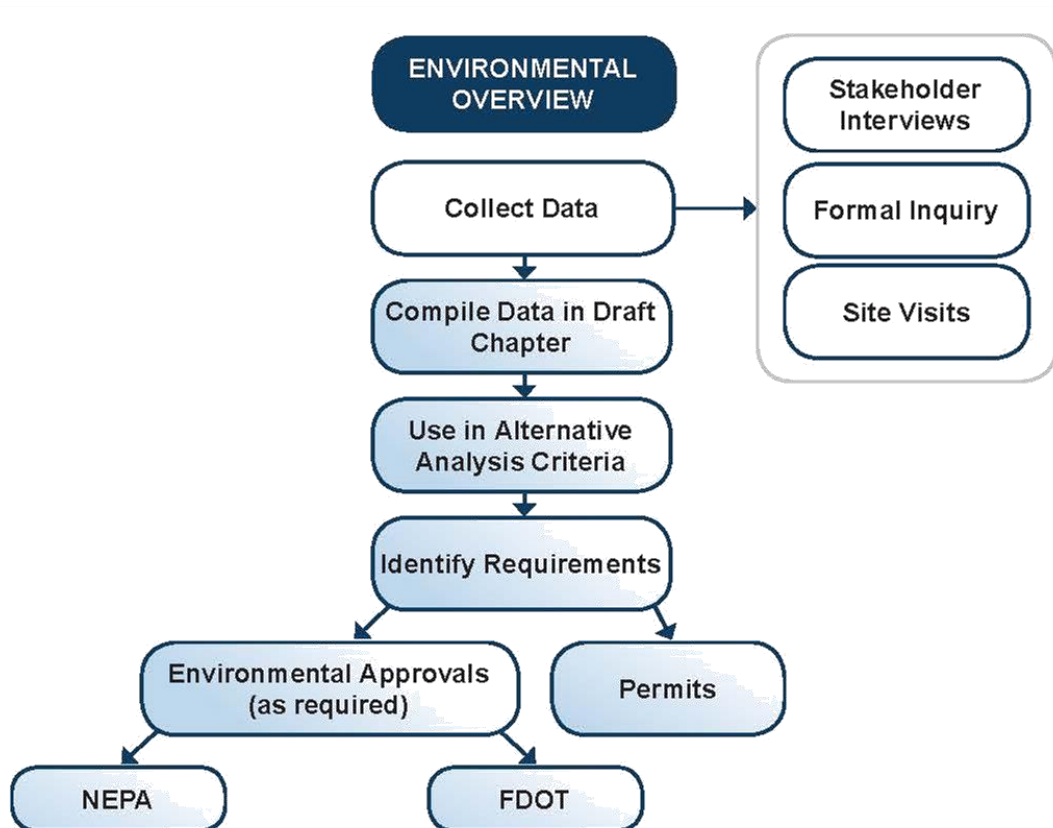 ENVIRONMENTAL
OVERVIEW
Collect Data
Stakeholder
Interviews
Formal Inquiry
Site Visits
Compile Data in Draft
Chapter
Use in Alternative
Analysis Criteria
Identify Requirements
Environmental Approvals
(as required)
Permits
NEPA
FDOT